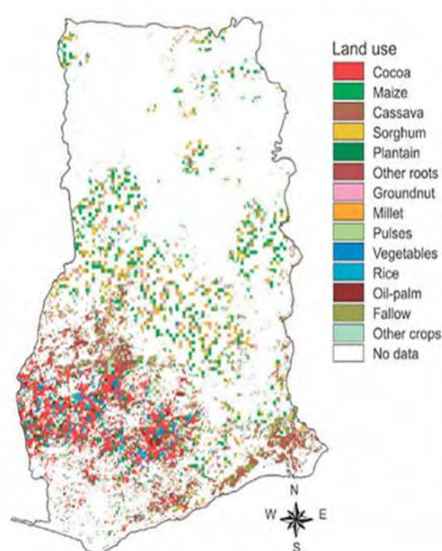 Land use
Cocoa
Maize
Cassava
Sorghum
Plantain
Other roots
Groundnut
Millet
Pulses
Vegetables
Rice
Oil-palm
Fallow
Other crops
No data
N
W E
S